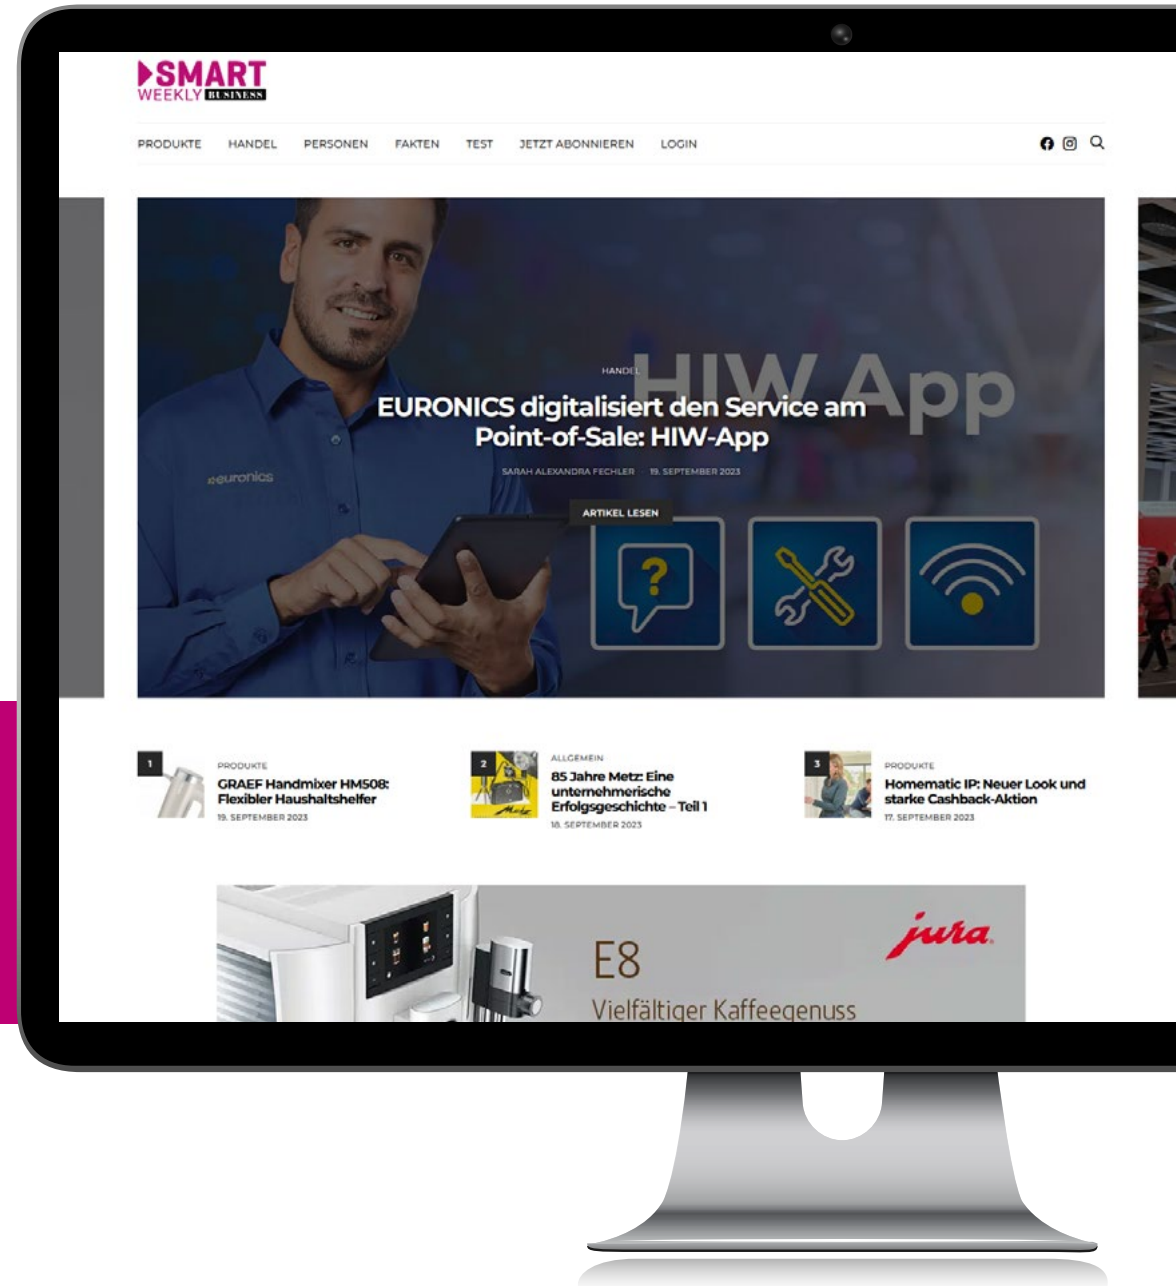 SMART
WEEKLY BUSINESS
PRODUKTE HANDEL PERSONEN FAKTEN TEST JETZT ABONNIEREN LOGIN
HIW App
HANDEL
EURONICS digitalisiert den Service am
Point-of-Sale: HIW-App
SARAH ALEXANDRA FECHLER 19. SEPTEMBER 2023
euronics
ARTIKEL LESEN
?
1
PRODUKTE
GRAEF Handmixer HM508:
Flexibler Haushaltshelfer
19. SEPTEMBER 2023
2
Metz
ALLGEMEIN
85 Jahre Metz: Eine
unternehmerische
Erfolgsgeschichte – Teil 1
18. SEPTEMBER 2023
3
PRODUKTE
Homematic IP: Neuer Look und
starke Cashback-Aktion
17. SEPTEMBER 2023
jura
E8
Vielfältiger Kaffeegenuss